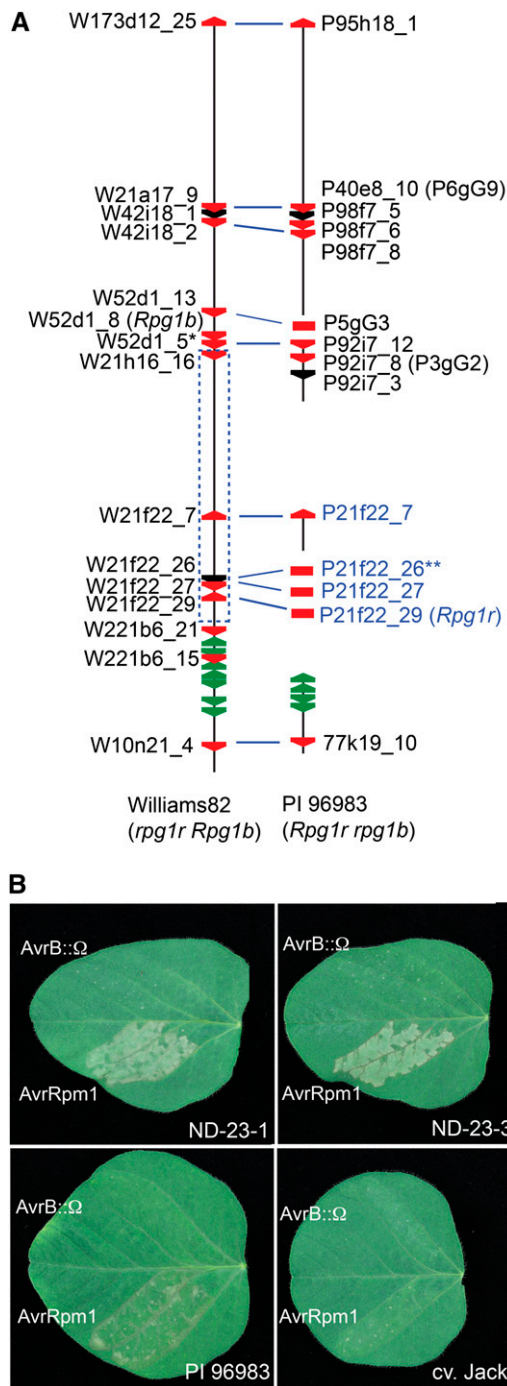 A
W173d12_25
P95h18_1
W21a17_9
P40e8_10 (P6gG9)
W42i18_1
P98f7_5
W42i18_2
P98f7_6
P98f7_8
W52d1_13
W52d1_8 (Rpg1b)
P5gG3
W52d1_5*
P92i7_12
W21h16_16
P92i7_8 (P3gG2)
P92i7_3
W21f22_7
P21f22_7
W21f22_26
P21f22_26**
W21f22_27
P21f22_27
W21f22_29
P21f22_29 (Rpg1r)
W221b6_21
W221b6_15
W10n21_4
77k19_10
Williams82
(rpg1r Rpg1b)
PI 96983
(Rpg1r rpg1b)
B
AvrB::Ω
AvrRpm1
ND-23-1
AvrB::Ω
AvrRpm1
ND-23-3
AvrB::Ω
AvrRpm1
PI 96983
AvrB::Ω
AvrRpm1
cv. Jack